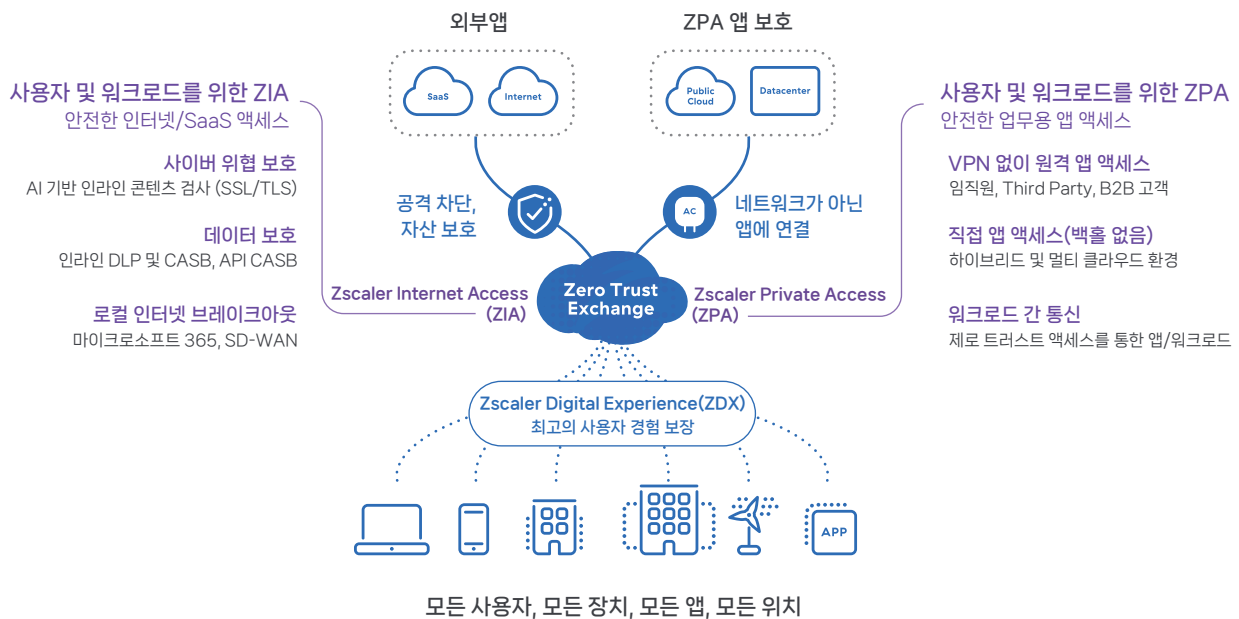 외부앱
ZPA 앱 보호
SaaS
Internet
Public
Cloud
Datacenter
사용자 및 워크로드를 위한 ZIA
안전한 인터넷/SaaS 액세스
사이버 위협 보호
AI 기반 인라인 콘텐츠 검사 (SSL/TLS)
데이터 보호
인라인 DLP 및 CASB, API CASB
로컬 인터넷 브레이크아웃
마이크로소프트 365, SD-WAN
공격 차단,
자산 보호
AC
네트워크가 아닌
앱에 연결
Zscaler Internet Access
(ZIA)
Zero Trust
Exchange
Zscaler Private Access
(ZPA)
사용자 및 워크로드를 위한 ZPA
안전한 업무용 앱 액세스
VPN 없이 원격 앱 액세스
임직원, Third Party, B2B 고객
직접 앱 액세스(백홀 없음)
하이브리드 및 멀티 클라우드 환경
워크로드 간 통신
제로 트러스트 액세스를 통한 앱/워크로드
Zscaler Digital Experience(ZDX)
최고의 사용자 경험 보장
APP
모든 사용자, 모든 장치, 모든 앱, 모든 위치